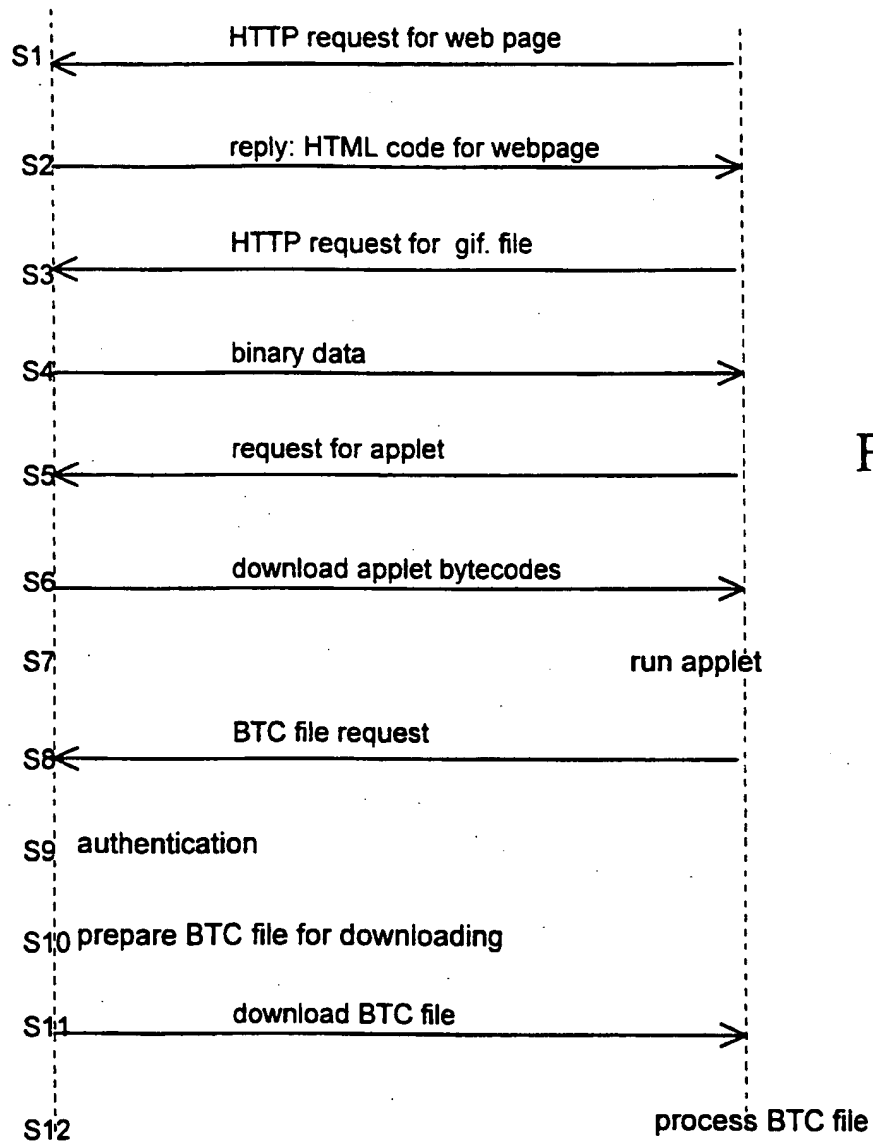 HTTP request for web page
S1
reply: HTML code for webpage
S2
HTTP request for gif. file
S3
binary data
S4
request for applet
S5
download applet bytecodes
S6
S7 run applet
BTC file request
S8
S9 authentication
S10 prepare BTC file for downloading
download BTC file
S11
S12 process BTC file